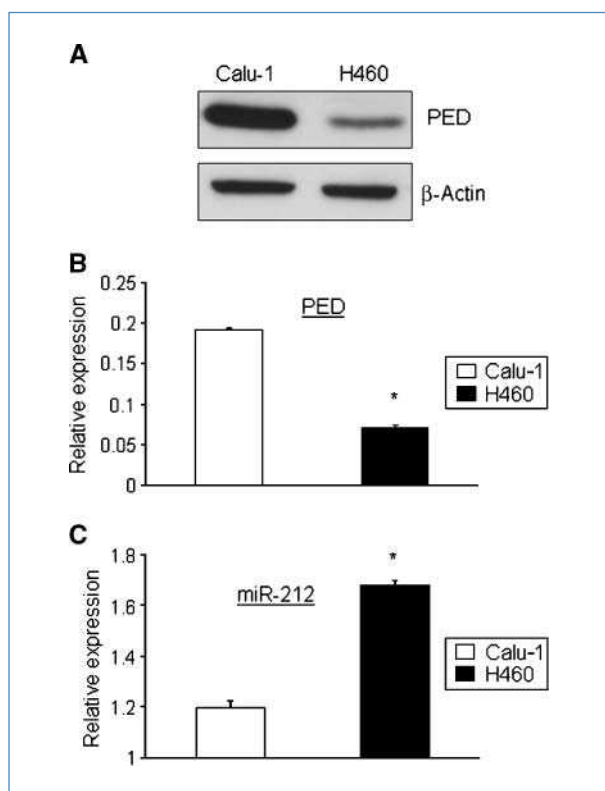 A
Calu-1 H460
PED
β-Actin
B
Relative expression
0.25
0.2
0.15
0.1
0.05
0
PED
*
Calu-1
H460
C
Relative expression
1.8
1.6
1.4
1.2
1
miR-212
*
Calu-1
H460